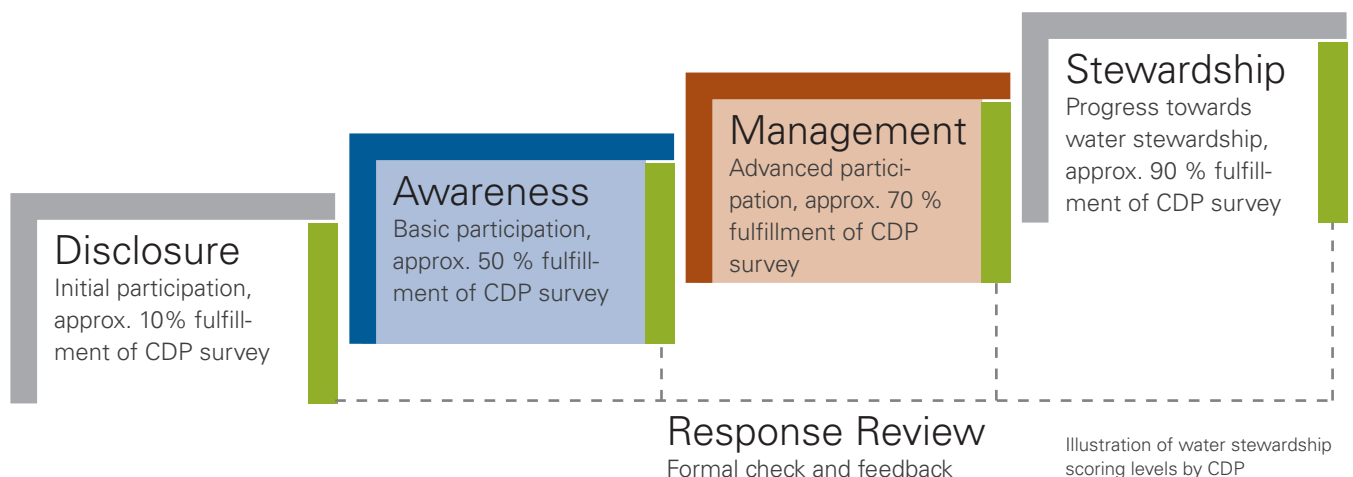 Disclosure
Initial participation,
approx. 10% fulfill-
ment of CDP survey
Awareness
Basic participation,
approx. 50 % fulfill-
ment of CDP survey
Management
Advanced partici-
pation, approx. 70 %
fulfillment of CDP
survey
Stewardship
Progress towards
water stewardship,
approx. 90 % fulfill-
ment of CDP survey
Response Review
Formal check and feedback
Illustration of water stewardship
scoring levels by CDP